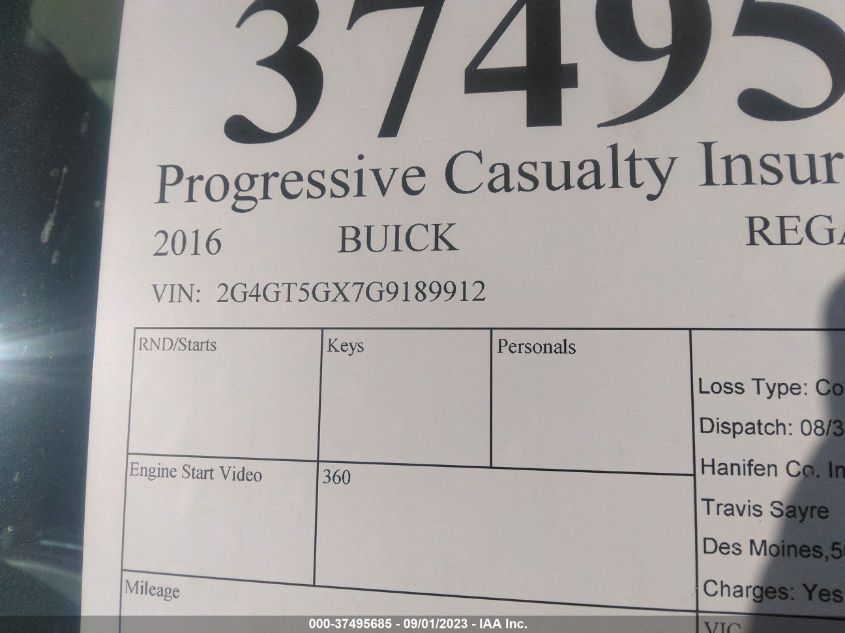 37495
Progressive Casualty Insur
2016 BUICK REGA
VIN: 2G4GT5GX7G9189912
RND/Starts Keys Personals
Loss Type: Co
Dispatch: 08/3
Hanifen Co. In
Travis Sayre
Des Moines,5
Charges: Yes
Engine Start Video 360
Mileage
VIC
000-37495685 - 09/01/2023 - IAA Inc.